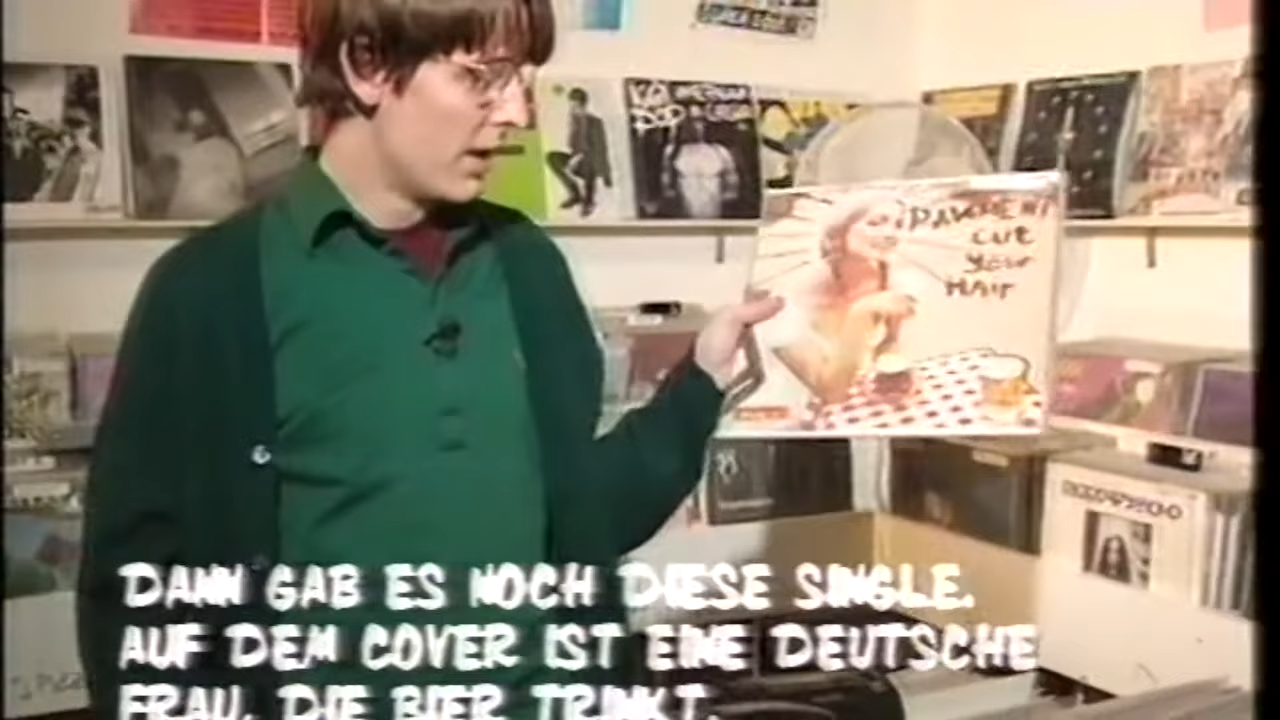 PAVEMENT
CUT
YOUR
HAIR
DANN GAB ES NOCH DIESE SINGLE.
AUF DEM COVER IST EINE DEUTSCHE
FRAU, DIE BIER TRINKT.